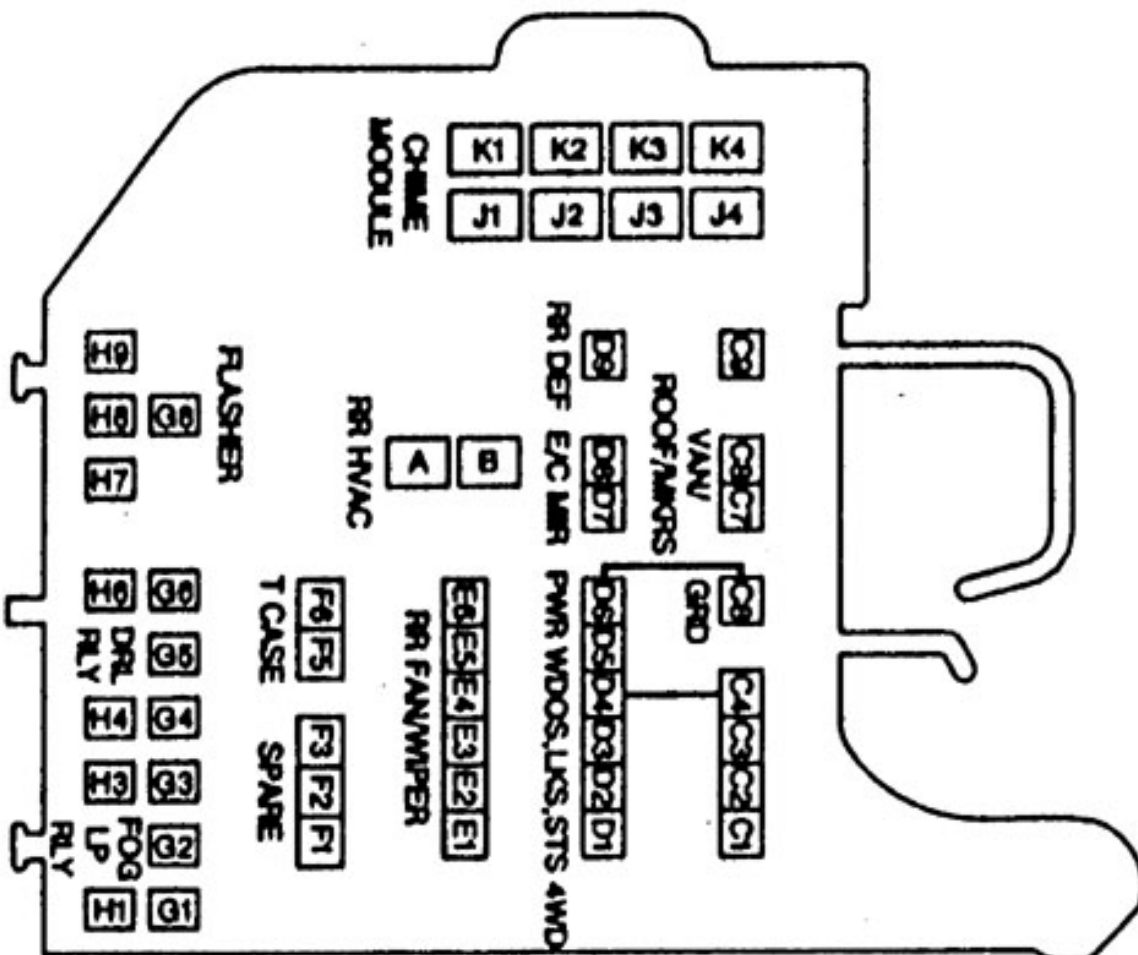 CHIME
MODULE
K1 K2 K3 K4
J1 J2 J3 J4
RR DEF
D9
C9
ROOF/MKRS
VAN/
H9
H8 G8
H7
FLASHER
RR HVAC
A B
E/C MIR
D8 D7
C8 C7
H6 G6
DRL
RLY
G5
H4 G4
H3 G3
FOG
LP
RLY
G2
H1 G1
T CASE
F6 F5
SPARE
F3 F2 F1
RR FAN/WIPER
E6 E5 E4 E3 E2 E1
PWR WDOS,LKS,STS 4WD
D6 D5 D4 D3 D2 D1
GRD
C4 C3 C2 C1